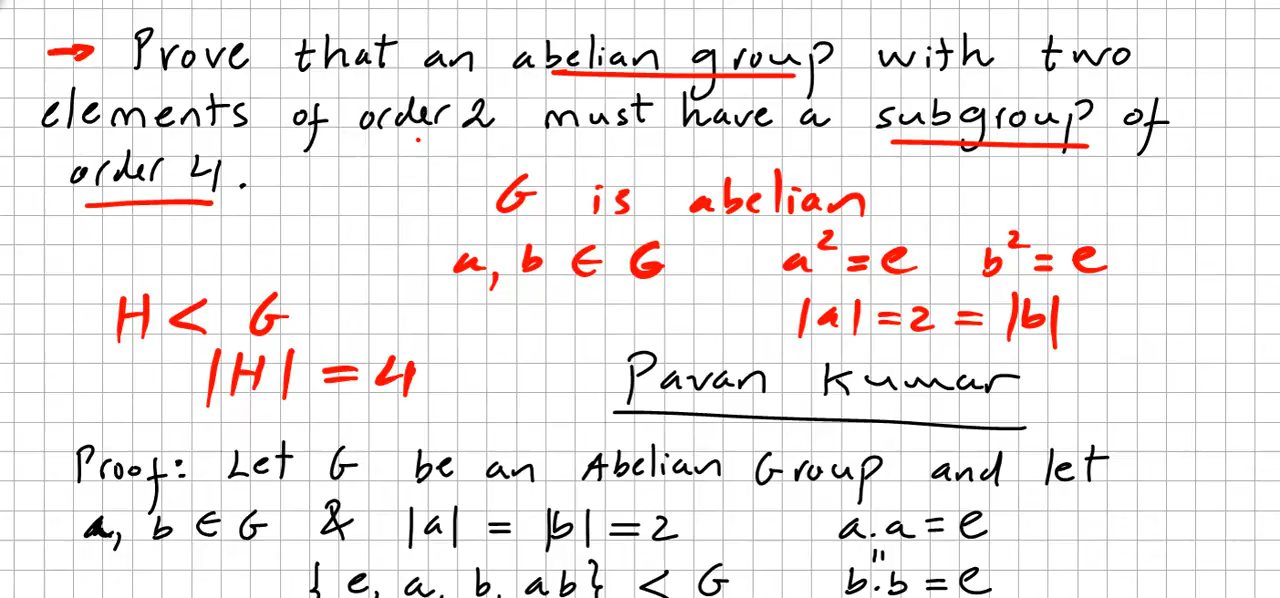 → Prove that an abelian group with two
elements of order 2 must have a subgroup of
order 4.
G is abelian
a, b ∈ G a² = e b² = e
H < G |a| = 2 = |b|
|H| = 4
Pavan Kumar
Proof: Let G be an Abelian Group and let
a, b ∈ G & |a| = |b| = 2 a.a = e
"
{e, a, b, ab} < G b.b = e